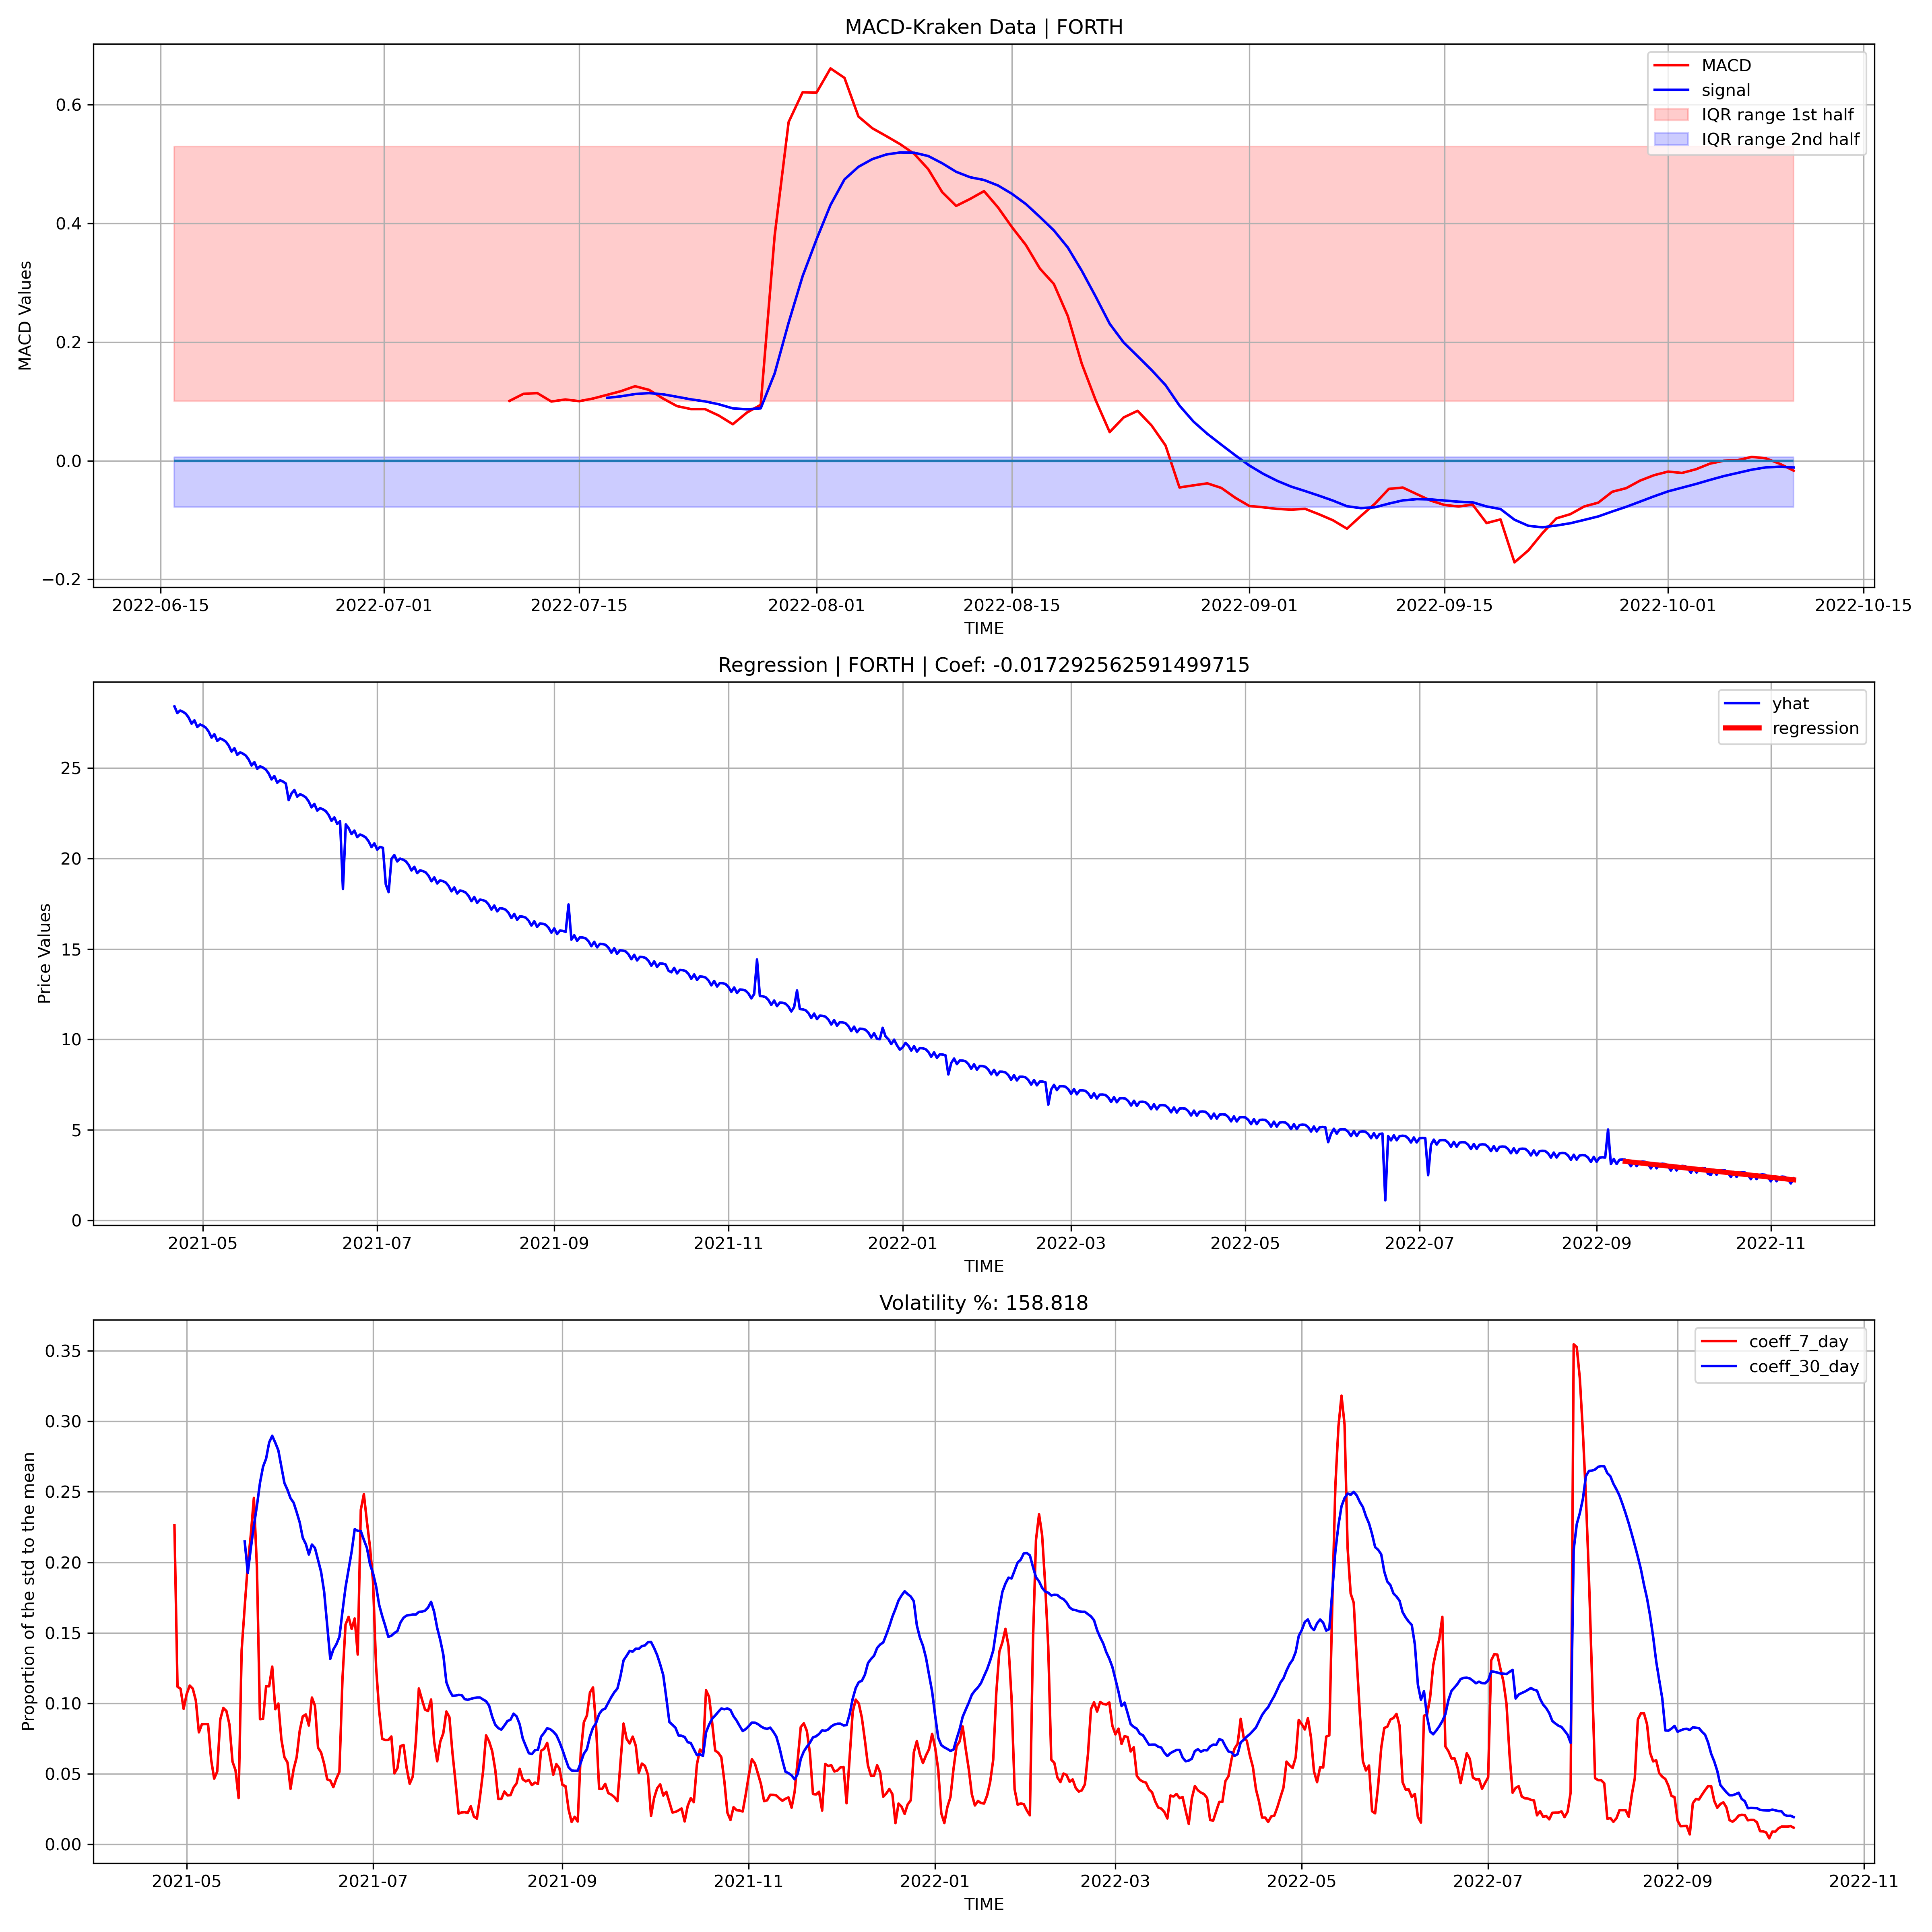 MACD-Kraken Data | FORTH
MACD
signal
IQR range 1st half
IQR range 2nd half
MACD Values
0.6
0.4
0.2
0.0
−0.2
2022-06-15 2022-07-01 2022-07-15 2022-08-01 2022-08-15 2022-09-01 2022-09-15 2022-10-01 2022-10-15
TIME
Regression | FORTH | Coef: -0.017292562591499715
yhat
regression
Price Values
25
20
15
10
5
0
2021-05 2021-07 2021-09 2021-11 2022-01 2022-03 2022-05 2022-07 2022-09 2022-11
TIME
Volatility %: 158.818
coeff_7_day
coeff_30_day
Proportion of the std to the mean
0.35
0.30
0.25
0.20
0.15
0.10
0.05
0.00
2021-05 2021-07 2021-09 2021-11 2022-01 2022-03 2022-05 2022-07 2022-09 2022-11
TIME